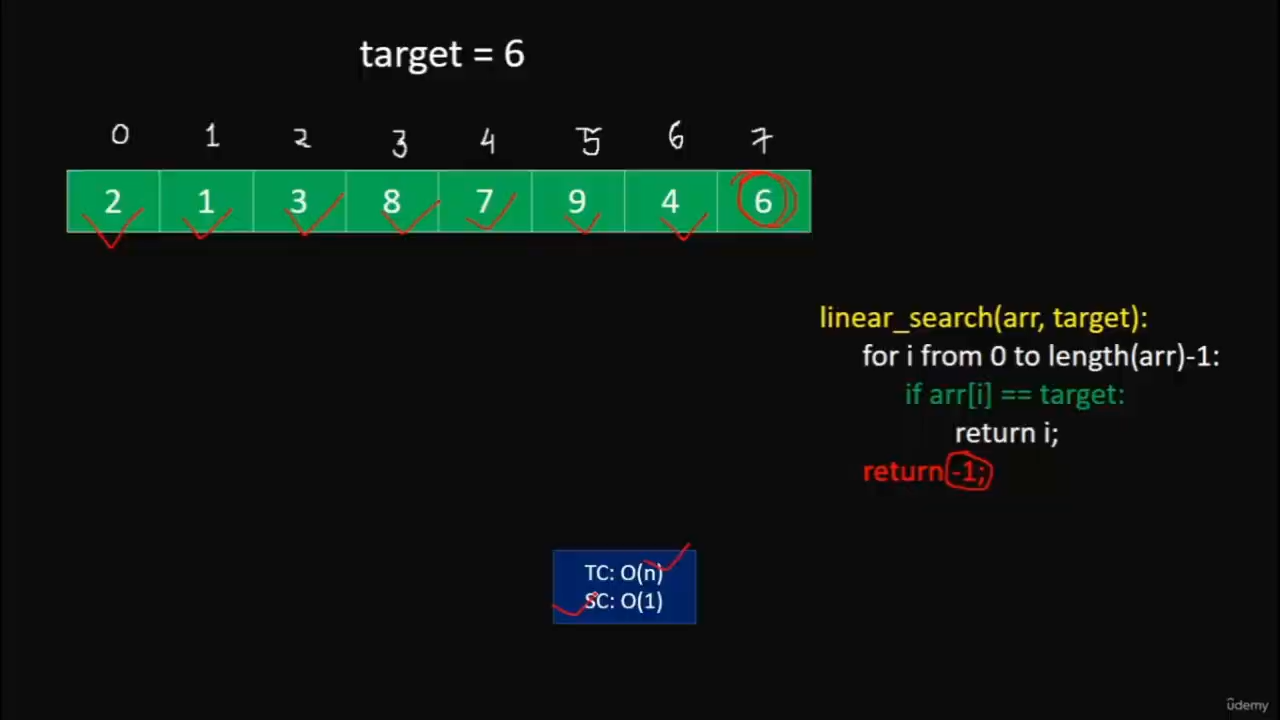 target = 6
0 1 2 3 4 5 6 7
2 1 3 8 7 9 4 6
linear_search(arr, target):
for i from 0 to length(arr)-1:
if arr[i] == target:
return i;
return -1;
TC: O(n)
SC: O(1)
ûdemy